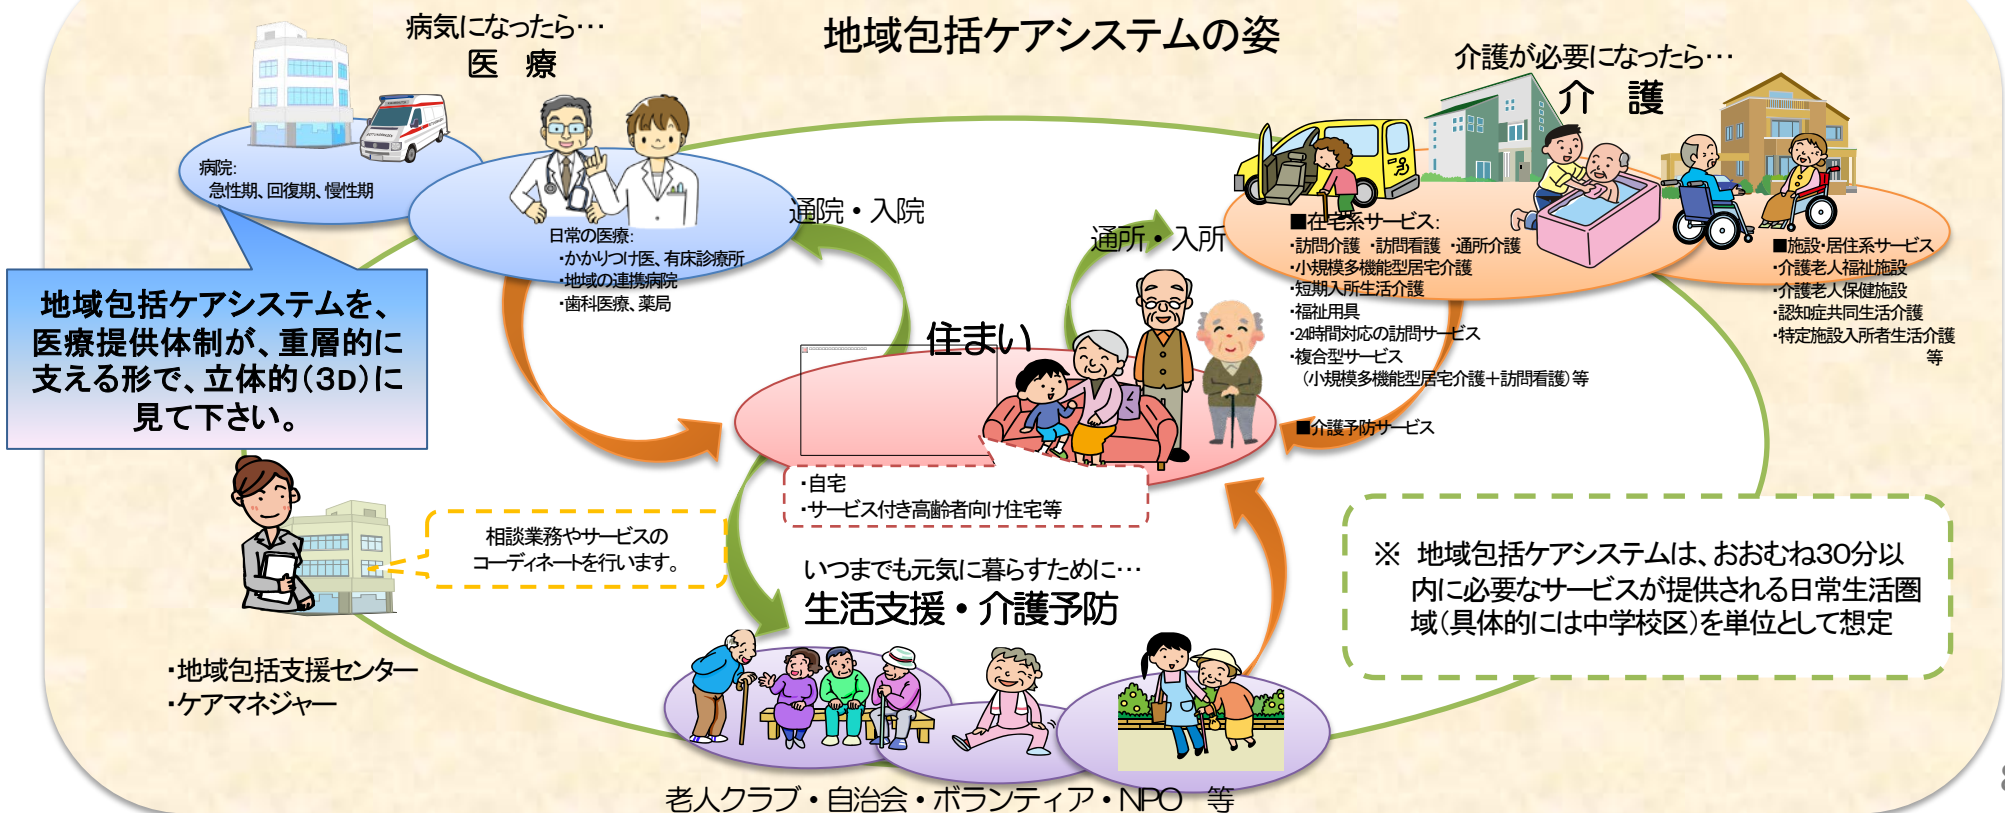 地域包括ケアシステムの姿
病気になったら…
医 療
病院:
急性期、回復期、慢性期
日常の医療:
・かかりつけ医、有床診療所
・地域の連携病院
・歯科医療、薬局
通院・入院
地域包括ケアシステムを、
医療提供体制が、重層的に
支える形で、立体的(3D)に
見て下さい。
介護が必要になったら…
介 護
通所・入所
■在宅系サービス:
・訪問介護 ・訪問看護 ・通所介護
・小規模多機能型居宅介護
・短期入所生活介護
・福祉用具
・24時間対応の訪問サービス
・複合型サービス
(小規模多機能型居宅介護+訪問看護)等
■介護予防サービス
■施設・居住系サービス
・介護老人福祉施設
・介護老人保健施設
・認知症共同生活介護
・特定施設入所者生活介護
等
住まい
・自宅
・サービス付き高齢者向け住宅等
相談業務やサービスの
コーディネートを行います。
・地域包括支援センター
・ケアマネジャー
いつまでも元気に暮らすために…
生活支援・介護予防
老人クラブ・自治会・ボランティア・NPO 等
※ 地域包括ケアシステムは、おおむね30分以
内に必要なサービスが提供される日常生活圏
域(具体的には中学校区)を単位として想定